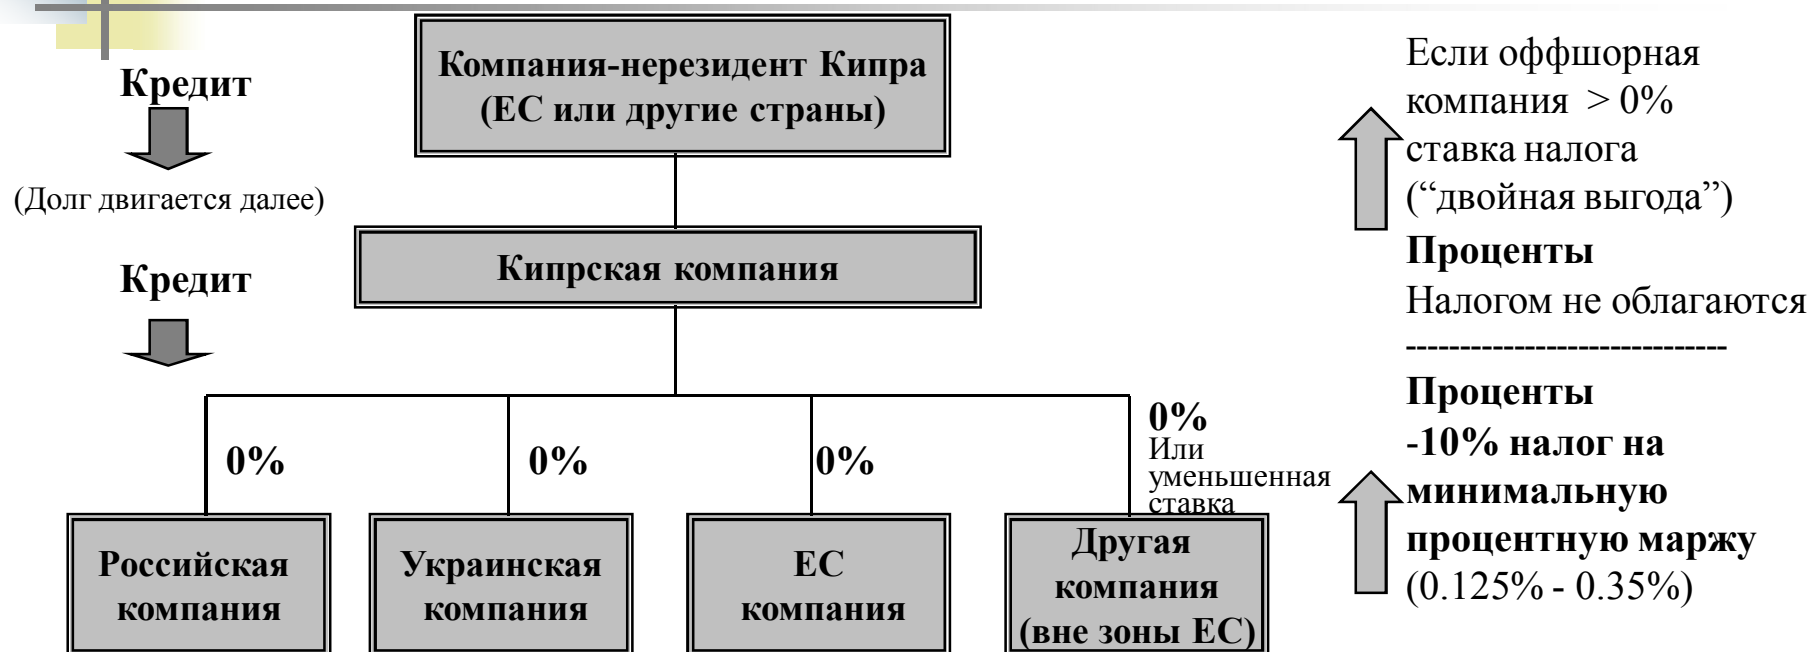 Кредит
(Долг двигается далее)
Кредит
Компания-нерезидент Кипра
(ЕС или другие страны)
Кипрская компания
0%
0%
0%
0%
Или
уменьшенная
ставка
Российская
компания
Украинская
компания
ЕС
компания
Другая
компания
(вне зоны ЕС)
Если оффшорная
компания > 0%
ставка налога
(“двойная выгода”)
Проценты
Налогом не облагаются
------------------------------
Проценты
-10% налог на
минимальную
процентную маржу
(0.125% - 0.35%)